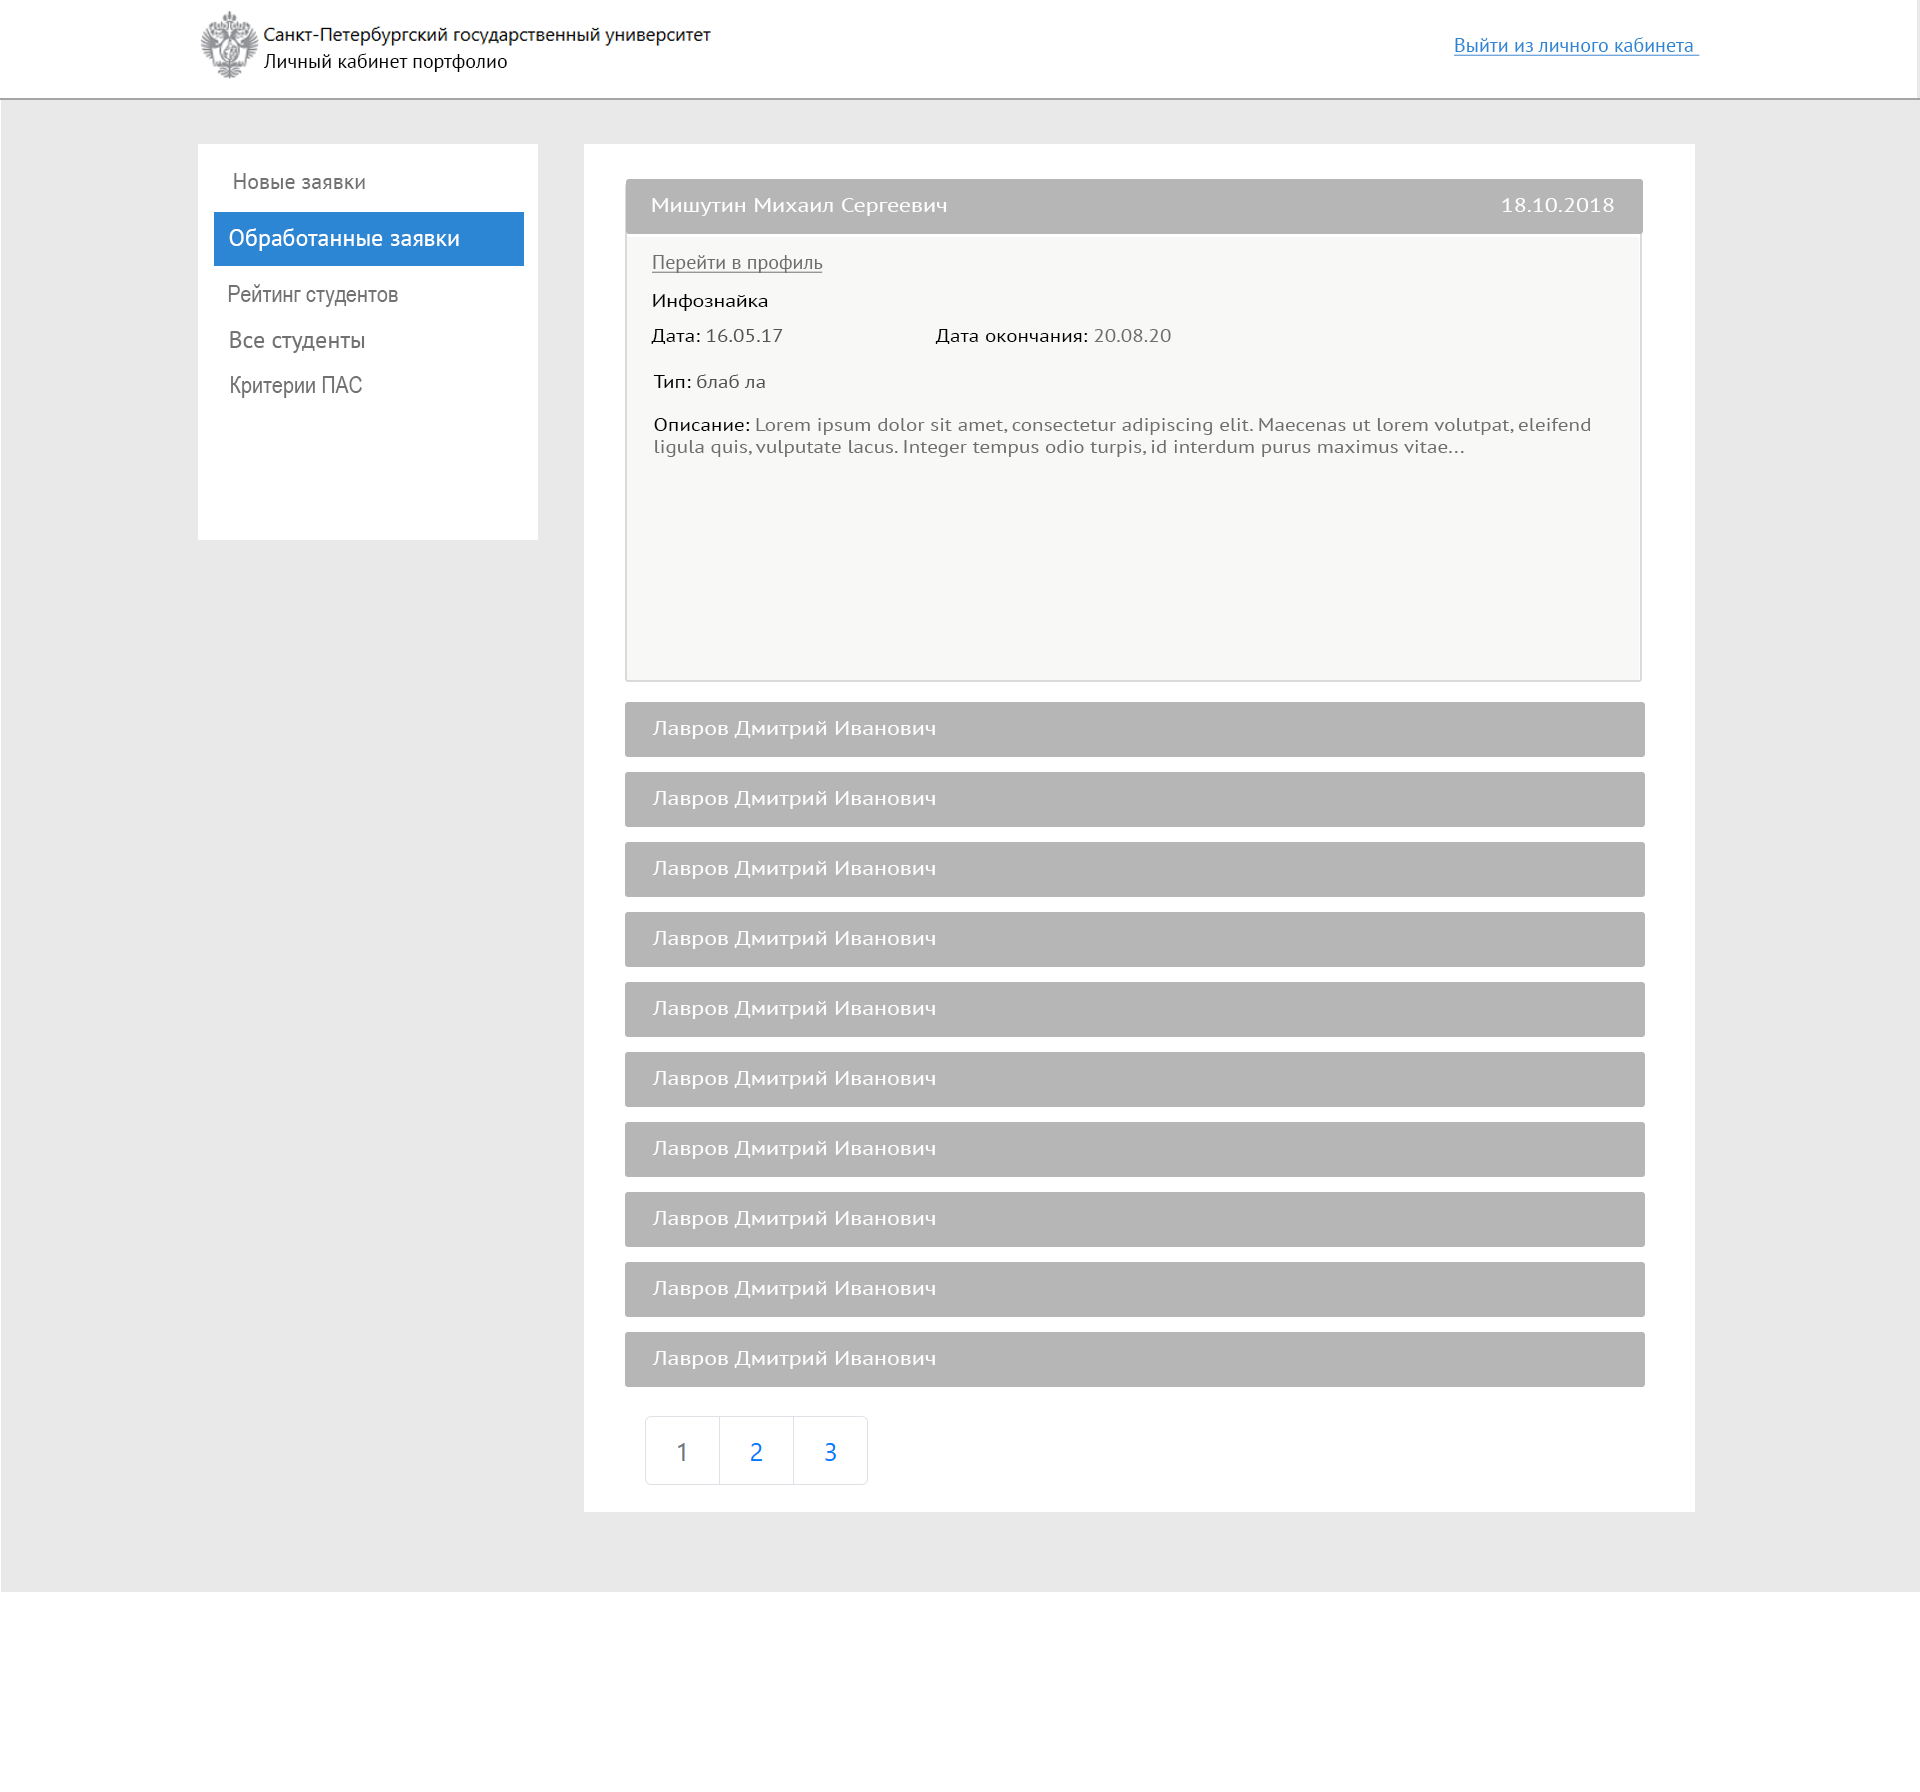 Санкт-Петербургский государственный университет
Личный кабинет портфолио
Выйти из личного кабинета
Новые заявки
Обработанные заявки
Рейтинг студентов
Все студенты
Критерии ПАС
Мишутин Михаил Сергеевич 18.10.2018
Перейти в профиль
Инфознайка
Дата: 16.05.17 Дата окончания: 20.08.20
Тип: блаб ла
Описание: Lorem ipsum dolor sit amet, consectetur adipiscing elit. Maecenas ut lorem volutpat, eleifend
ligula quis, vulputate lacus. Integer tempus odio turpis, id interdum purus maximus vitae...
Лавров Дмитрий Иванович
Лавров Дмитрий Иванович
Лавров Дмитрий Иванович
Лавров Дмитрий Иванович
Лавров Дмитрий Иванович
Лавров Дмитрий Иванович
Лавров Дмитрий Иванович
Лавров Дмитрий Иванович
Лавров Дмитрий Иванович
Лавров Дмитрий Иванович
1 2 3